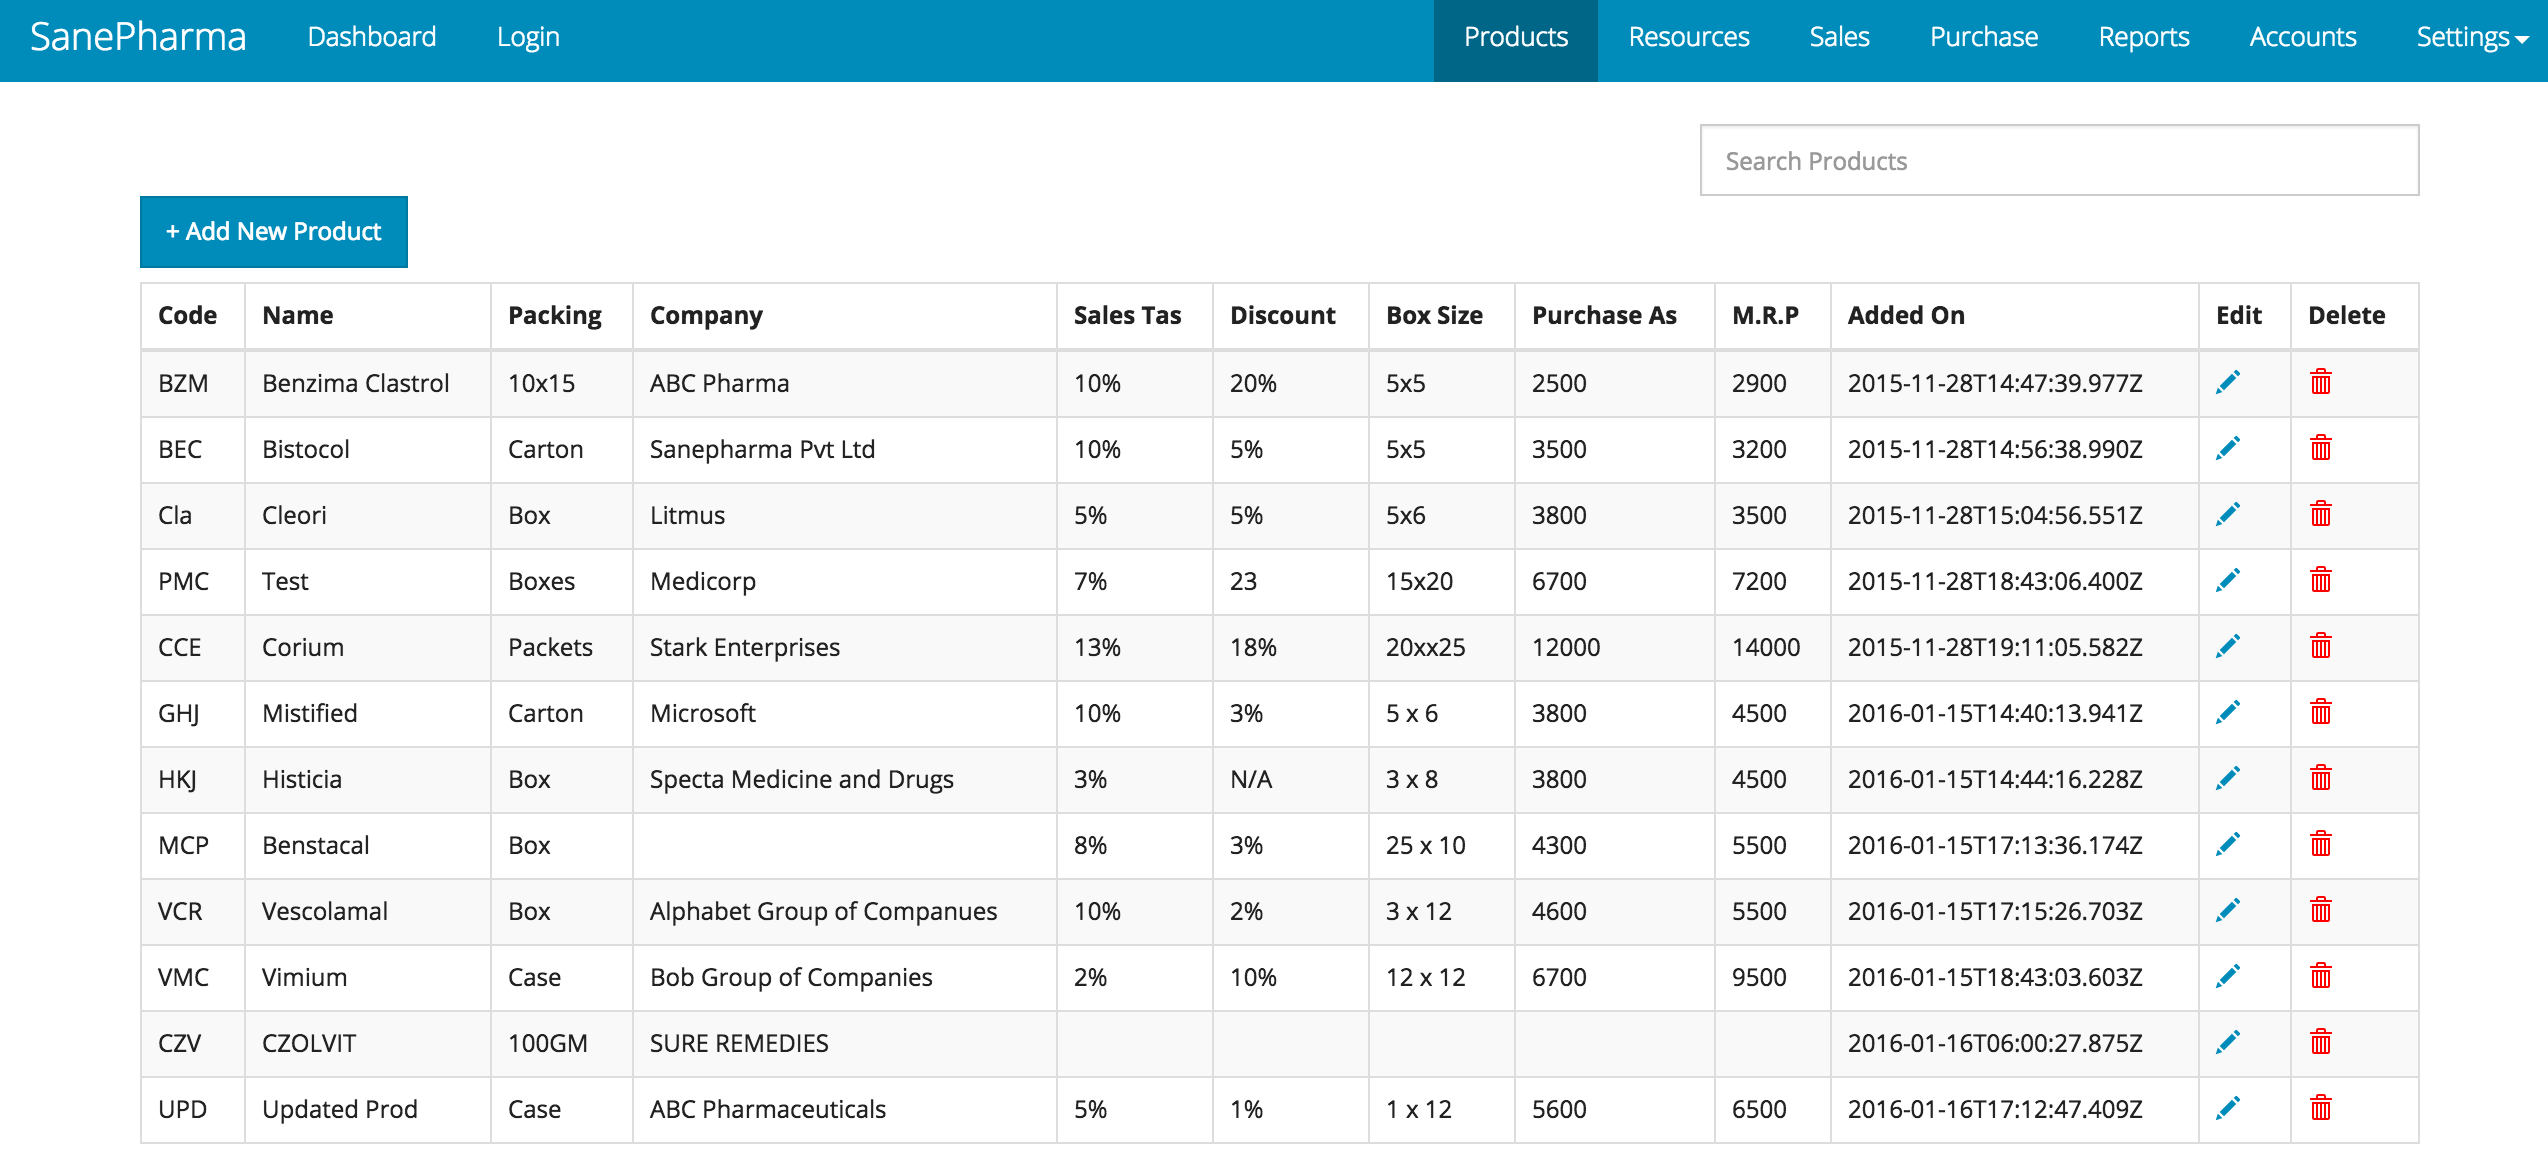 SanePharma Dashboard Login Products Resources Sales Purchase Reports Accounts Settings
Search Products
+ Add New Product
Code Name Packing Company Sales Tas Discount Box Size Purchase As M.R.P Added On Edit Delete
BZM Benzima Clastrol 10x15 ABC Pharma 10% 20% 5x5 2500 2900 2015-11-28T14:47:39.977Z
BEC Bistocol Carton Sanepharma Pvt Ltd 10% 5% 5x5 3500 3200 2015-11-28T14:56:38.990Z
Cla Cleori Box Litmus 5% 5% 5x6 3800 3500 2015-11-28T15:04:56.551Z
PMC Test Boxes Medicorp 7% 23 15x20 6700 7200 2015-11-28T18:43:06.400Z
CCE Corium Packets Stark Enterprises 13% 18% 20xx25 12000 14000 2015-11-28T19:11:05.582Z
GHJ Mistified Carton Microsoft 10% 3% 5 x 6 3800 4500 2016-01-15T14:40:13.941Z
HKJ Histicia Box Specta Medicine and Drugs 3% N/A 3 x 8 3800 4500 2016-01-15T14:44:16.228Z
MCP Benstacal Box 8% 3% 25 x 10 4300 5500 2016-01-15T17:13:36.174Z
VCR Vescolamal Box Alphabet Group of Companues 10% 2% 3 x 12 4600 5500 2016-01-15T17:15:26.703Z
VMC Vimium Case Bob Group of Companies 2% 10% 12 x 12 6700 9500 2016-01-15T18:43:03.603Z
CZV CZOLVIT 100GM SURE REMEDIES 2016-01-16T06:00:27.875Z
UPD Updated Prod Case ABC Pharmaceuticals 5% 1% 1 x 12 5600 6500 2016-01-16T17:12:47.409Z